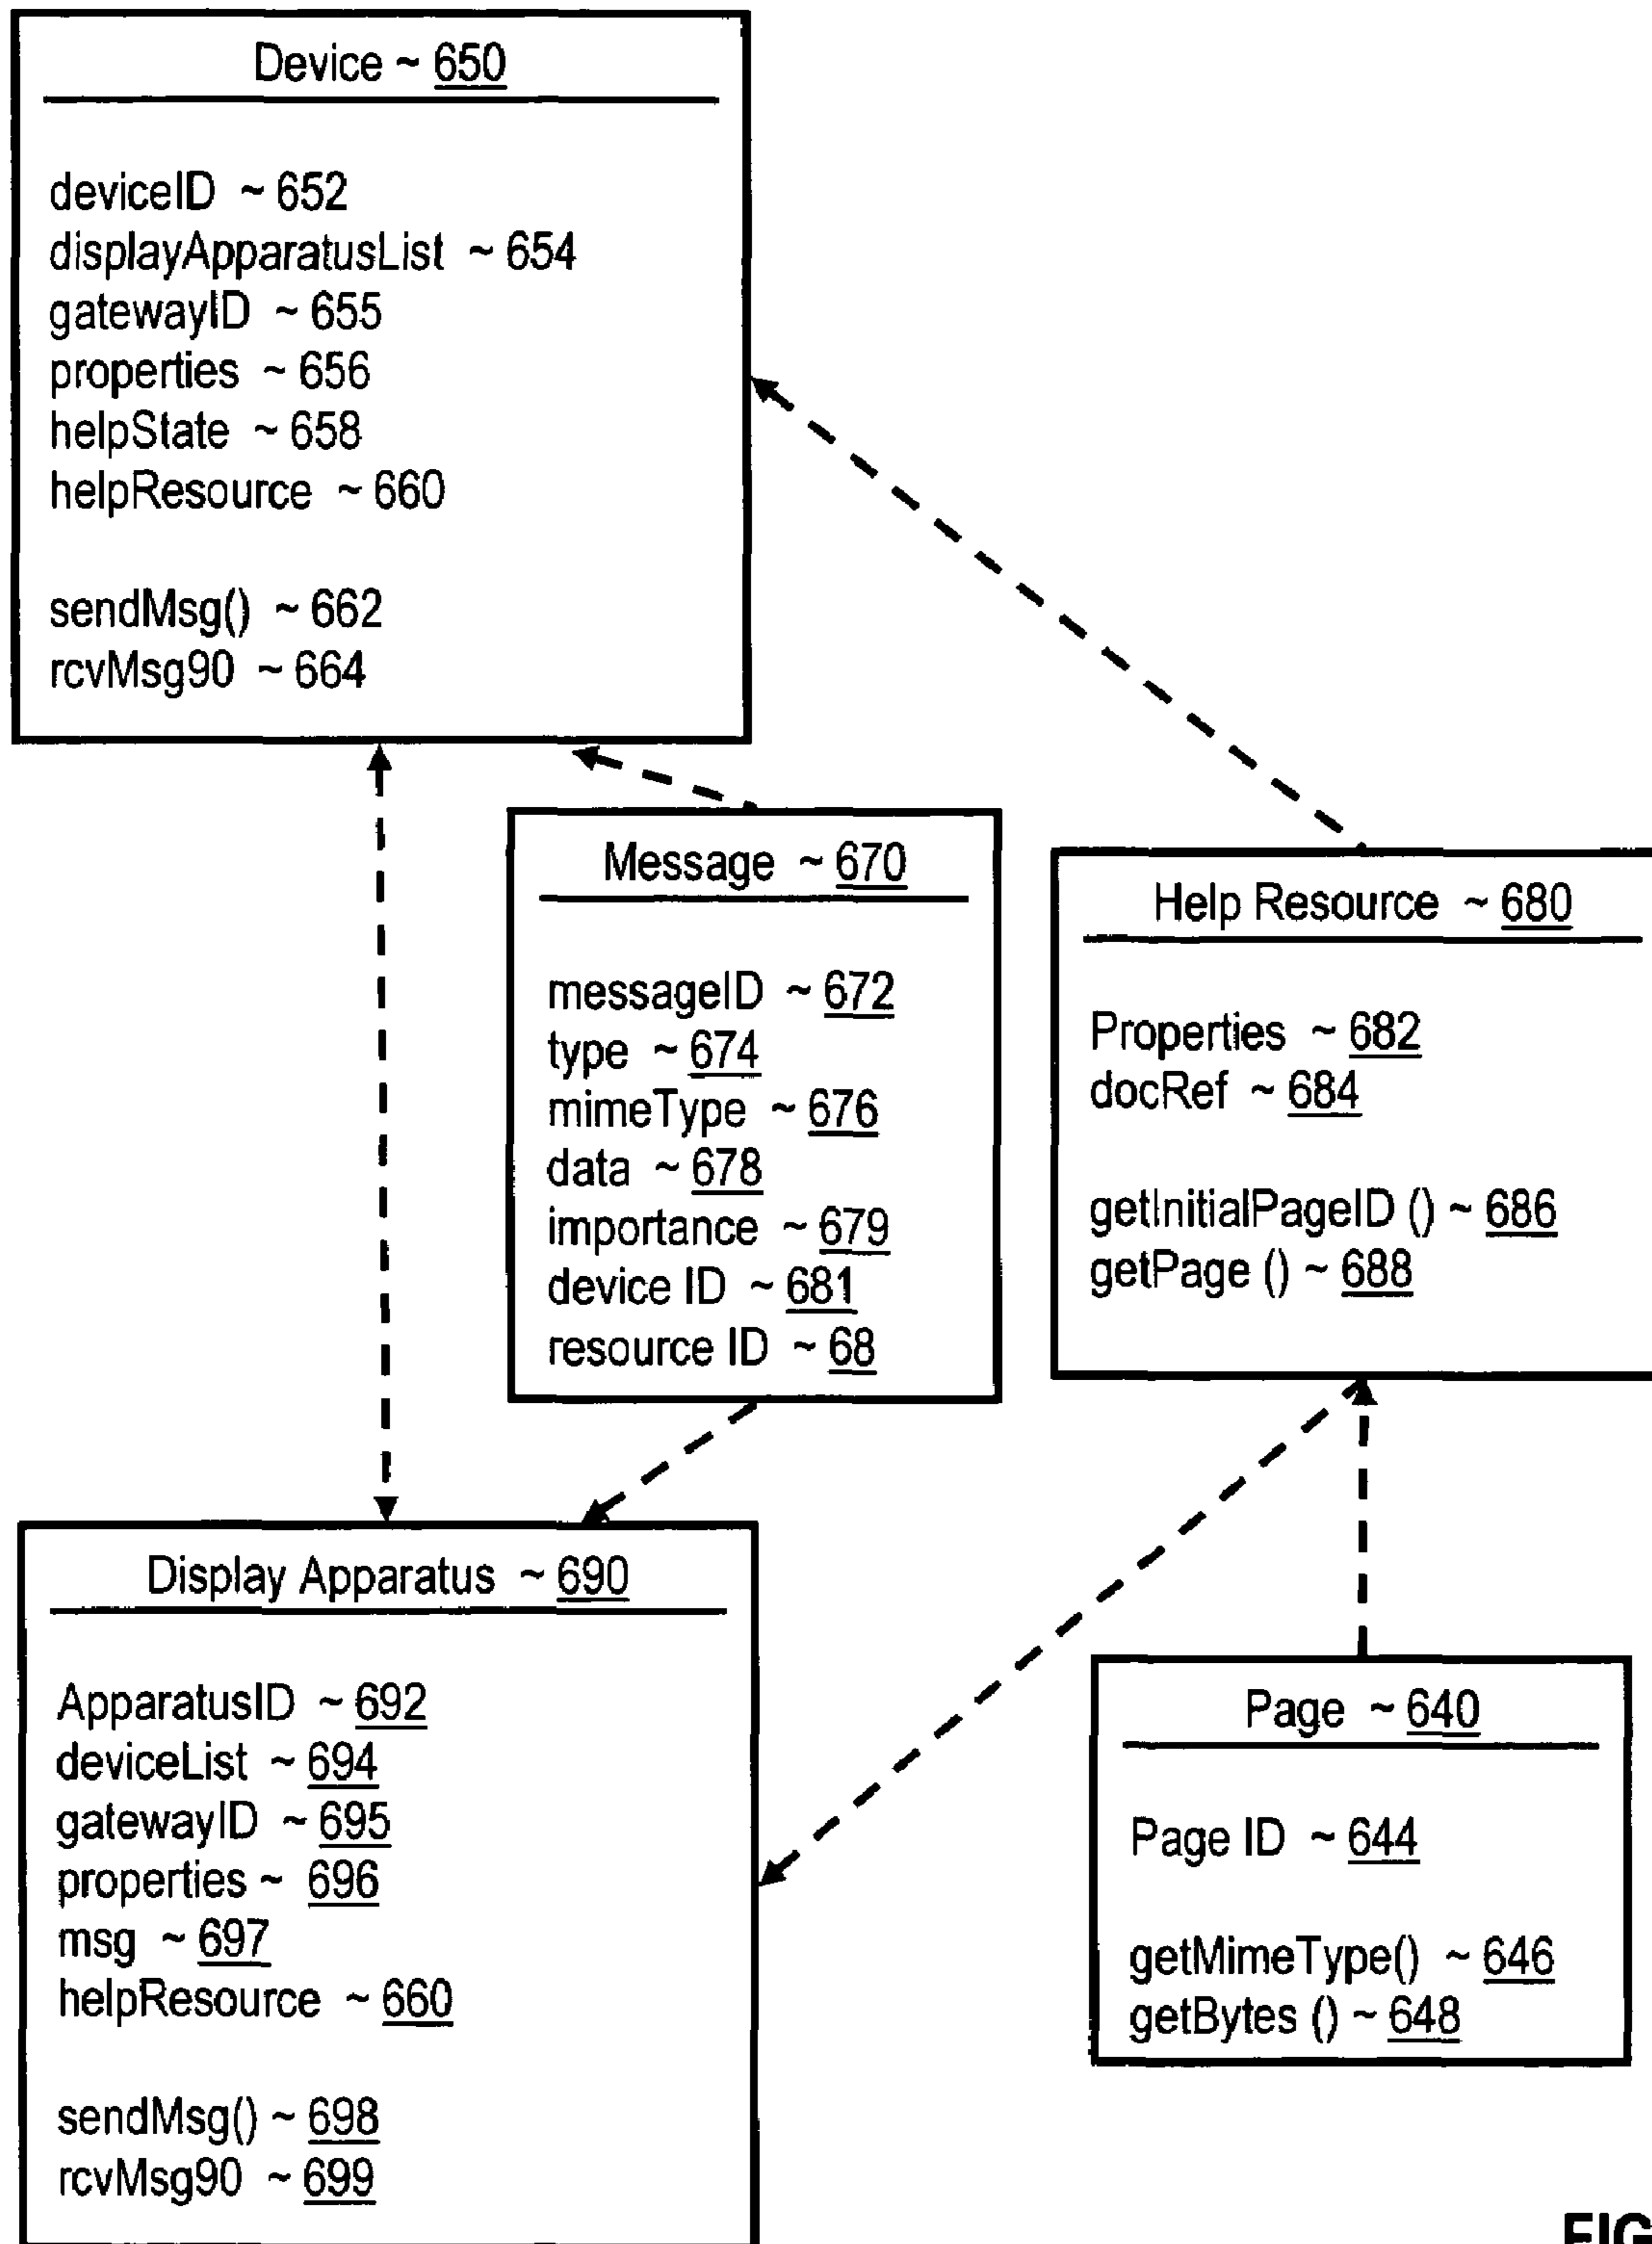 Device ~ 650
deviceID ~ 652
displayApparatusList ~ 654
gatewayID ~ 655
properties ~ 656
helpState ~ 658
helpResource ~ 660
sendMsg() ~ 662
rcvMsg90 ~ 664
Message ~ 670
messageID ~ 672
type ~ 674
mimeType ~ 676
data ~ 678
importance ~ 679
device ID ~ 681
resource ID ~ 68
Help Resource ~ 680
Properties ~ 682
docRef ~ 684
getInitialPageID () ~ 686
getPage () ~ 688
Display Apparatus ~ 690
ApparatusID ~ 692
deviceList ~ 694
gatewayID ~ 695
properties ~ 696
msg ~ 697
helpResource ~ 660
sendMsg() ~ 698
rcvMsg90 ~ 699
Page ~ 640
Page ID ~ 644
getMimeType() ~ 646
getBytes () ~ 648
FIG